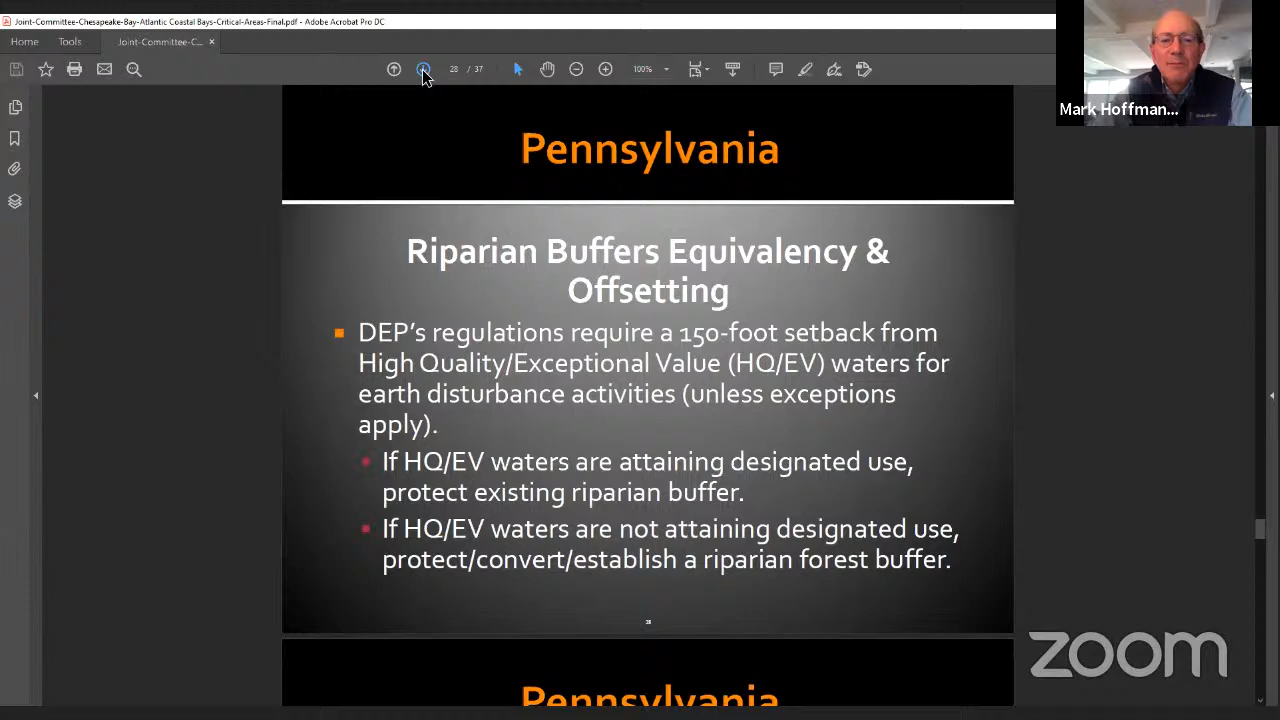 Joint-Committee-Chesapeake-Bay-Atlantic Coastal Bays-Critical-Areas-Final.pdf - Adobe Acrobat Pro DC
Home Tools Joint-Committee-C... ×
28 / 37 100%
Mark Hoffman...
Pennsylvania
Riparian Buffers Equivalency &
Offsetting
DEP's regulations require a 150-foot setback from
High Quality/Exceptional Value (HQ/EV) waters for
earth disturbance activities (unless exceptions
apply).
If HQ/EV waters are attaining designated use,
protect existing riparian buffer.
If HQ/EV waters are not attaining designated use,
protect/convert/establish a riparian forest buffer.
28
zoom
Pennsylvania